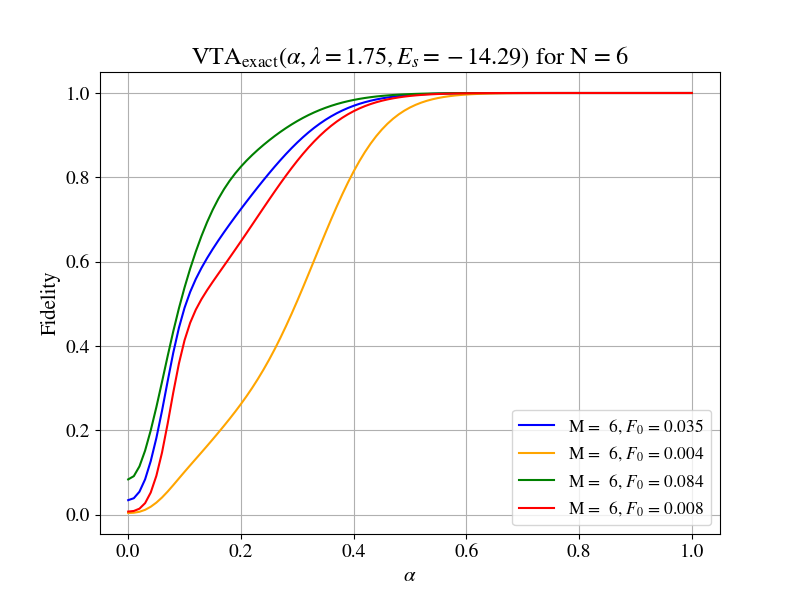 VTA_exact(α, λ = 1.75, E_s = −14.29) for N = 6
Fidelity
1.0
0.8
0.6
0.4
0.2
0.0
M = 6, F_0 = 0.035
M = 6, F_0 = 0.004
M = 6, F_0 = 0.084
M = 6, F_0 = 0.008
0.0 0.2 0.4 0.6 0.8 1.0
α